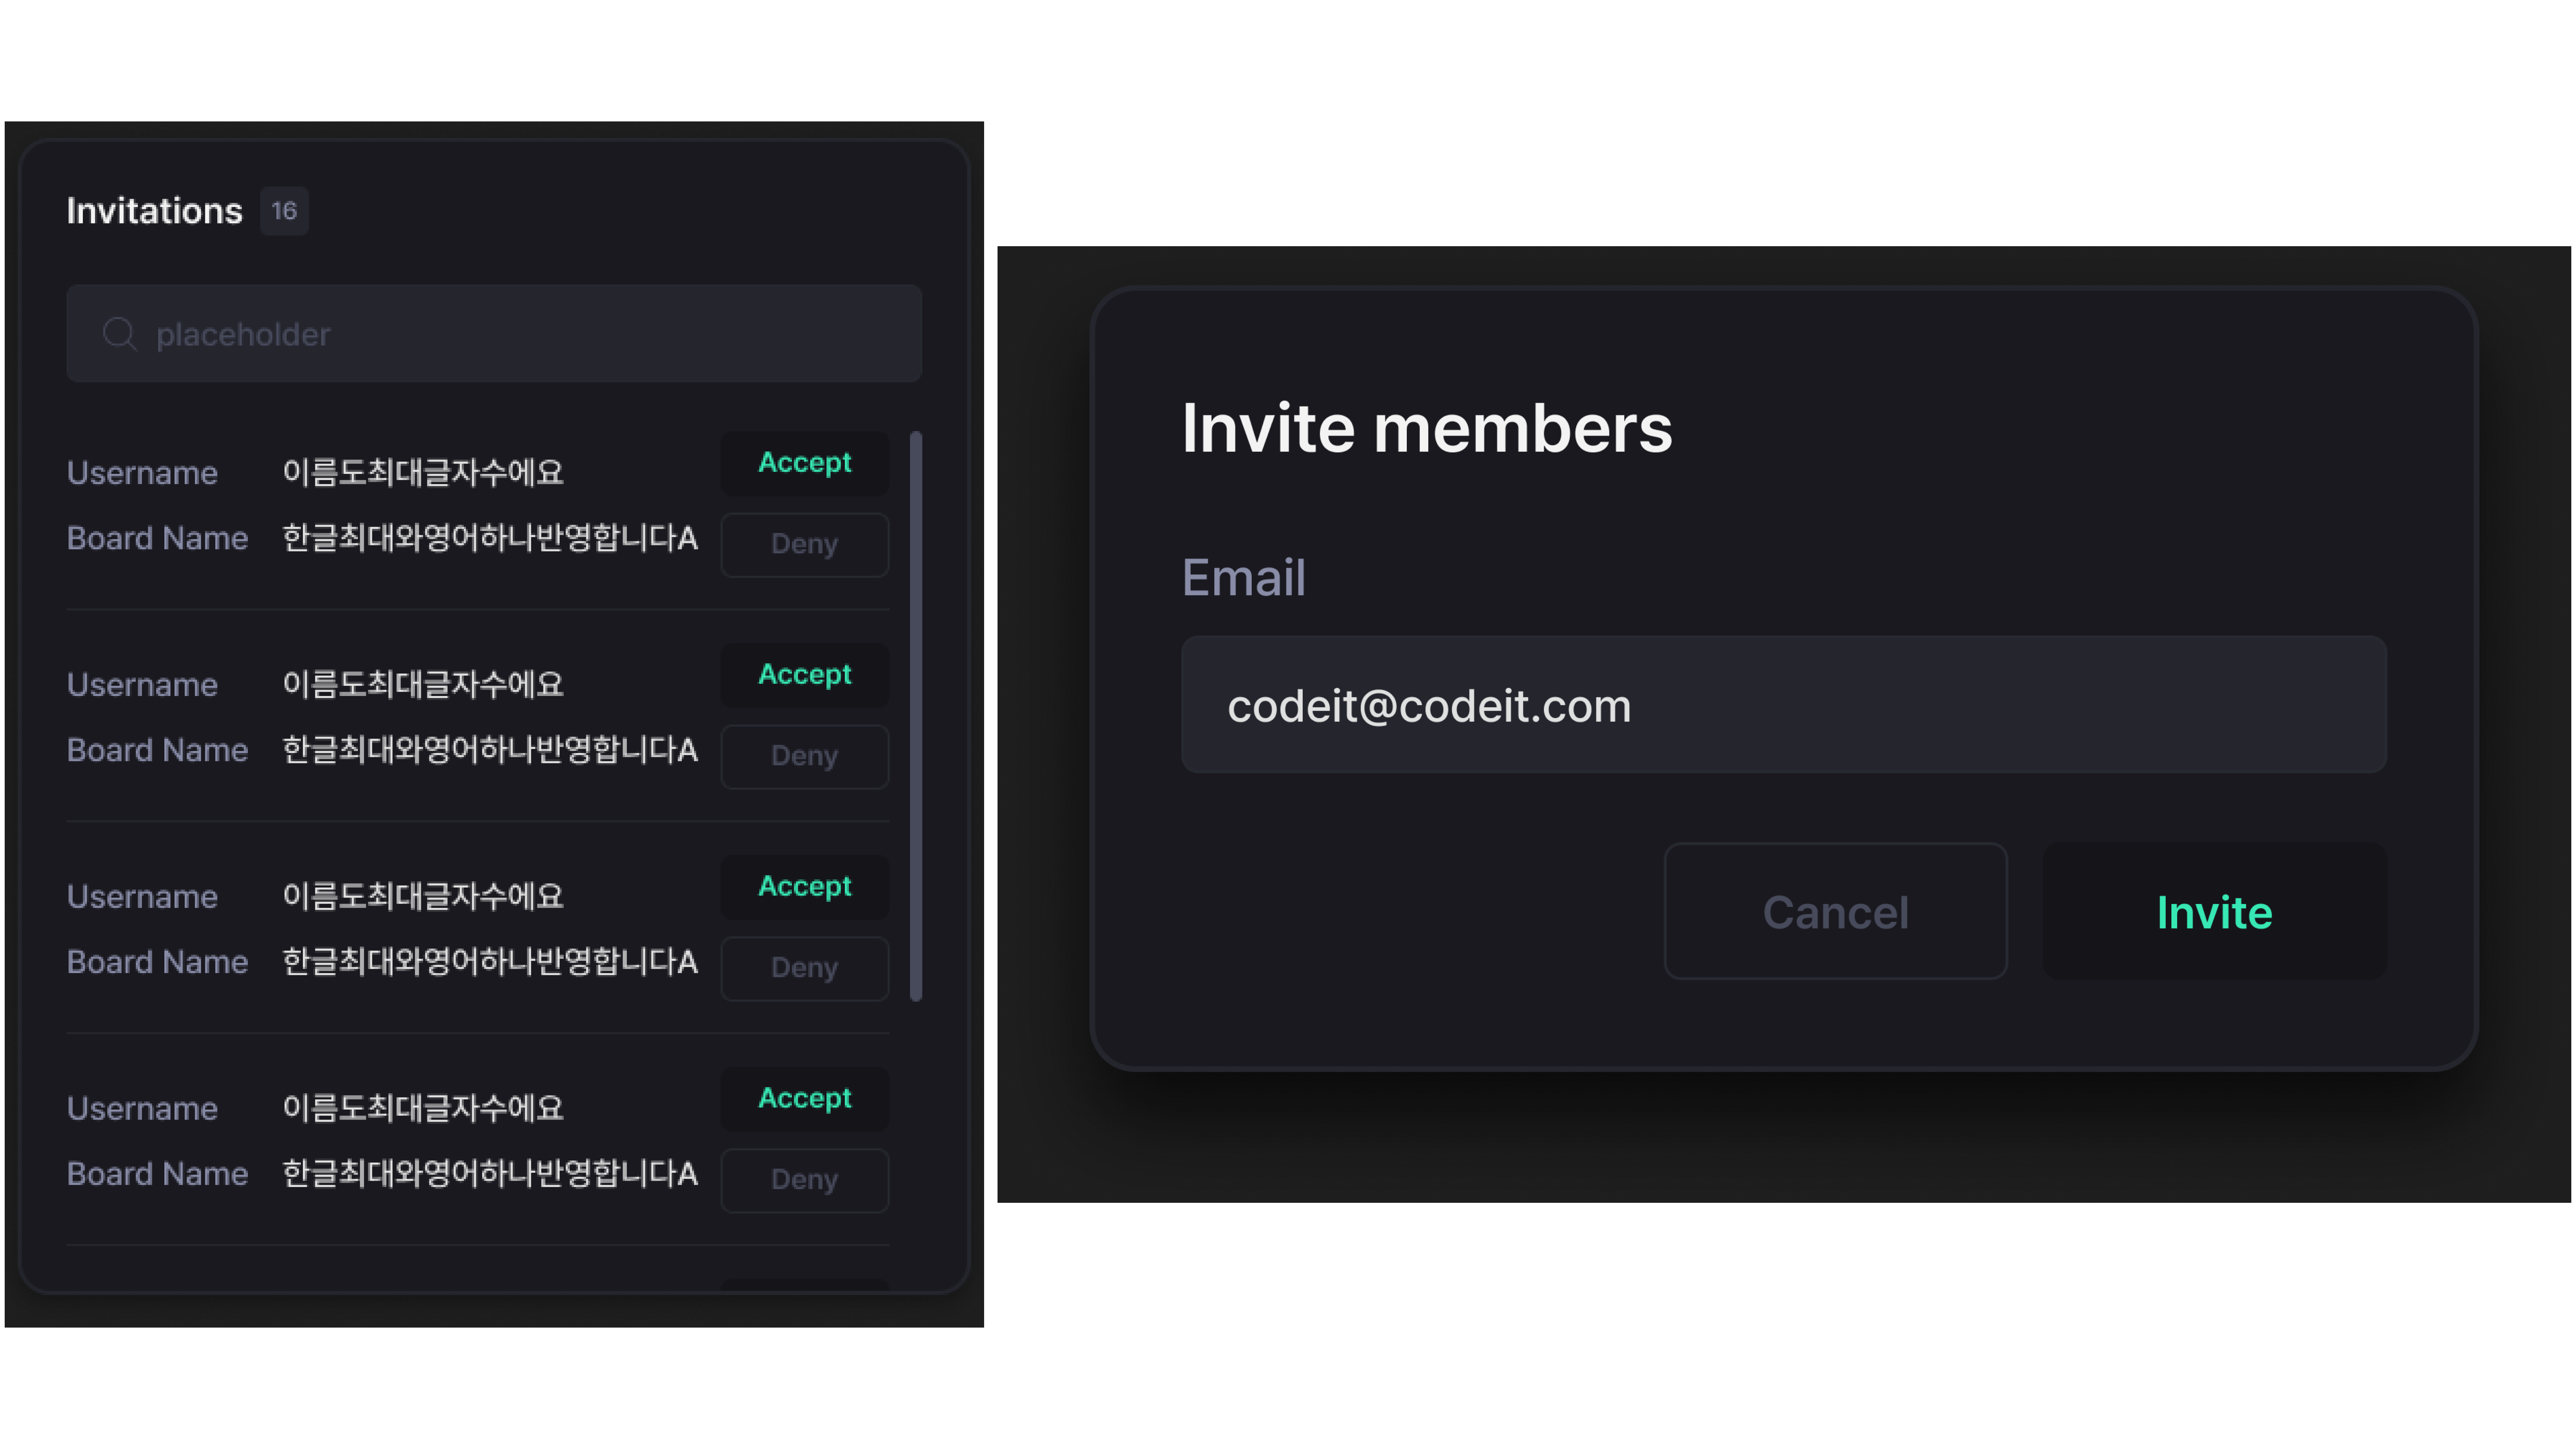 Invitations 16
placeholder
Username 이름도최대글자수에요
Accept
Board Name 한글최대와영어하나반영합니다A
Deny
Username 이름도최대글자수에요
Accept
Board Name 한글최대와영어하나반영합니다A
Deny
Username 이름도최대글자수에요
Accept
Board Name 한글최대와영어하나반영합니다A
Deny
Username 이름도최대글자수에요
Accept
Board Name 한글최대와영어하나반영합니다A
Deny
Invite members
Email
codeit@codeit.com
Cancel Invite